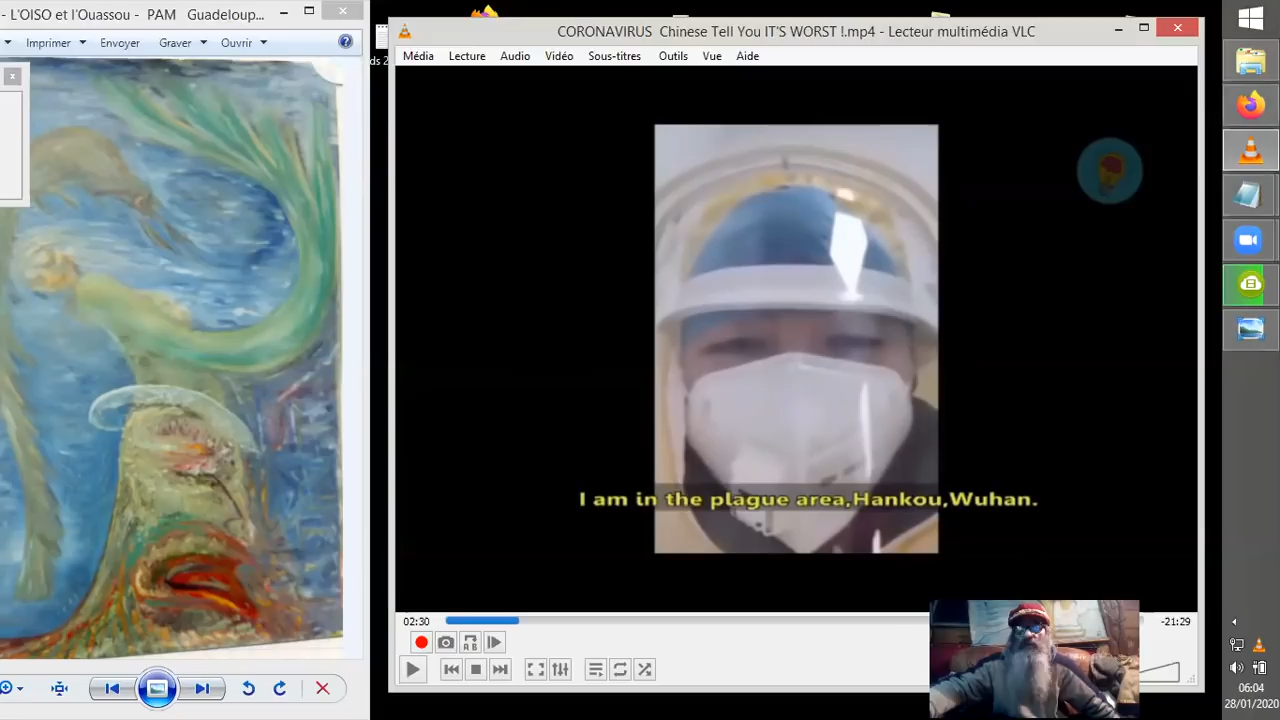 - L'OISO et l'Ouassou - PAM Guadeloup...
Imprimer Envoyer Graver Ouvrir
ds 2
CORONAVIRUS Chinese Tell You IT'S WORST !.mp4 - Lecteur multimédia VLC
Média Lecture Audio Vidéo Sous-titres Outils Vue Aide
I am in the plague area,Hankou,Wuhan.
02:30 -21:29
06:04
28/01/2020